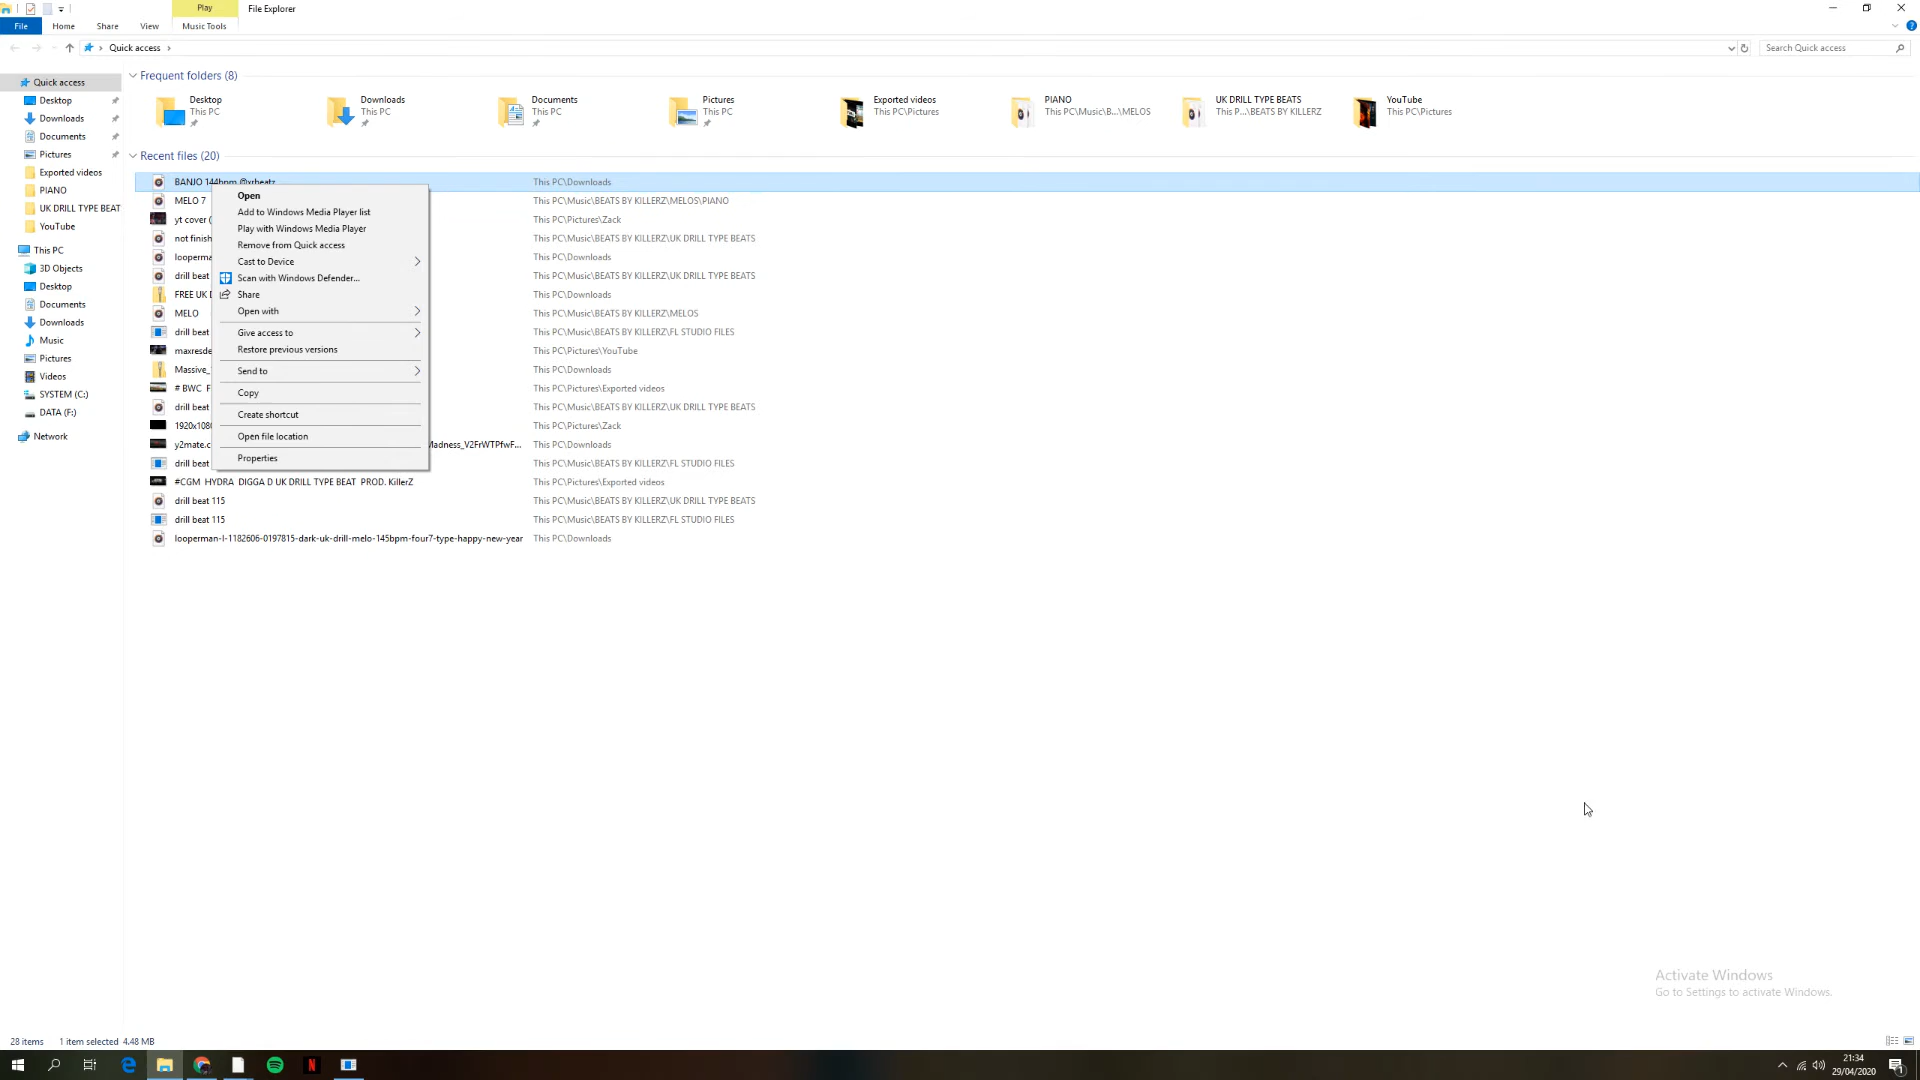 Play
File Explorer
File
Home
Share
View
Music Tools
Quick access
Search Quick access
Quick access
Desktop
Downloads
Documents
Pictures
Exported videos
PIANO
UK DRILL TYPE BEAT
YouTube
This PC
3D Objects
Desktop
Documents
Downloads
Music
Pictures
Videos
SYSTEM (C:)
DATA (F:)
Network
Frequent folders (8)
Desktop
This PC
Downloads
This PC
Documents
This PC
Pictures
This PC
Exported videos
This PC\Pictures
PIANO
This PC\Music\B...\MELOS
UK DRILL TYPE BEATS
This P...\BEATS BY KILLERZ
YouTube
This PC\Pictures
Recent files (20)
BANJO 144bpm @xrbeatz This PC\Downloads
MELO 7 This PC\Music\BEATS BY KILLERZ\MELOS\PIANO
yt cover ( This PC\Pictures\Zack
not finish This PC\Music\BEATS BY KILLERZ\UK DRILL TYPE BEATS
looperma This PC\Downloads
drill beat This PC\Music\BEATS BY KILLERZ\UK DRILL TYPE BEATS
FREE UK D This PC\Downloads
MELO This PC\Music\BEATS BY KILLERZ\MELOS
drill beat This PC\Music\BEATS BY KILLERZ\FL STUDIO FILES
maxresde This PC\Pictures\YouTube
Massive_ This PC\Downloads
# BWC F This PC\Pictures\Exported videos
drill beat This PC\Music\BEATS BY KILLERZ\UK DRILL TYPE BEATS
1920x1080 This PC\Pictures\Zack
y2mate.c Madness_V2FrWTPfwF... This PC\Downloads
drill beat This PC\Music\BEATS BY KILLERZ\FL STUDIO FILES
#CGM HYDRA DIGGA D UK DRILL TYPE BEAT PROD. KillerZ This PC\Pictures\Exported videos
drill beat 115 This PC\Music\BEATS BY KILLERZ\UK DRILL TYPE BEATS
drill beat 115 This PC\Music\BEATS BY KILLERZ\FL STUDIO FILES
looperman-l-1182606-0197815-dark-uk-drill-melo-145bpm-four7-type-happy-new-year This PC\Downloads
Open
Add to Windows Media Player list
Play with Windows Media Player
Remove from Quick access
Cast to Device
Scan with Windows Defender...
Share
Open with
Give access to
Restore previous versions
Send to
Copy
Create shortcut
Open file location
Properties
Activate Windows
Go to Settings to activate Windows.
28 items 1 item selected 4.48 MB
21:34
29/04/2020